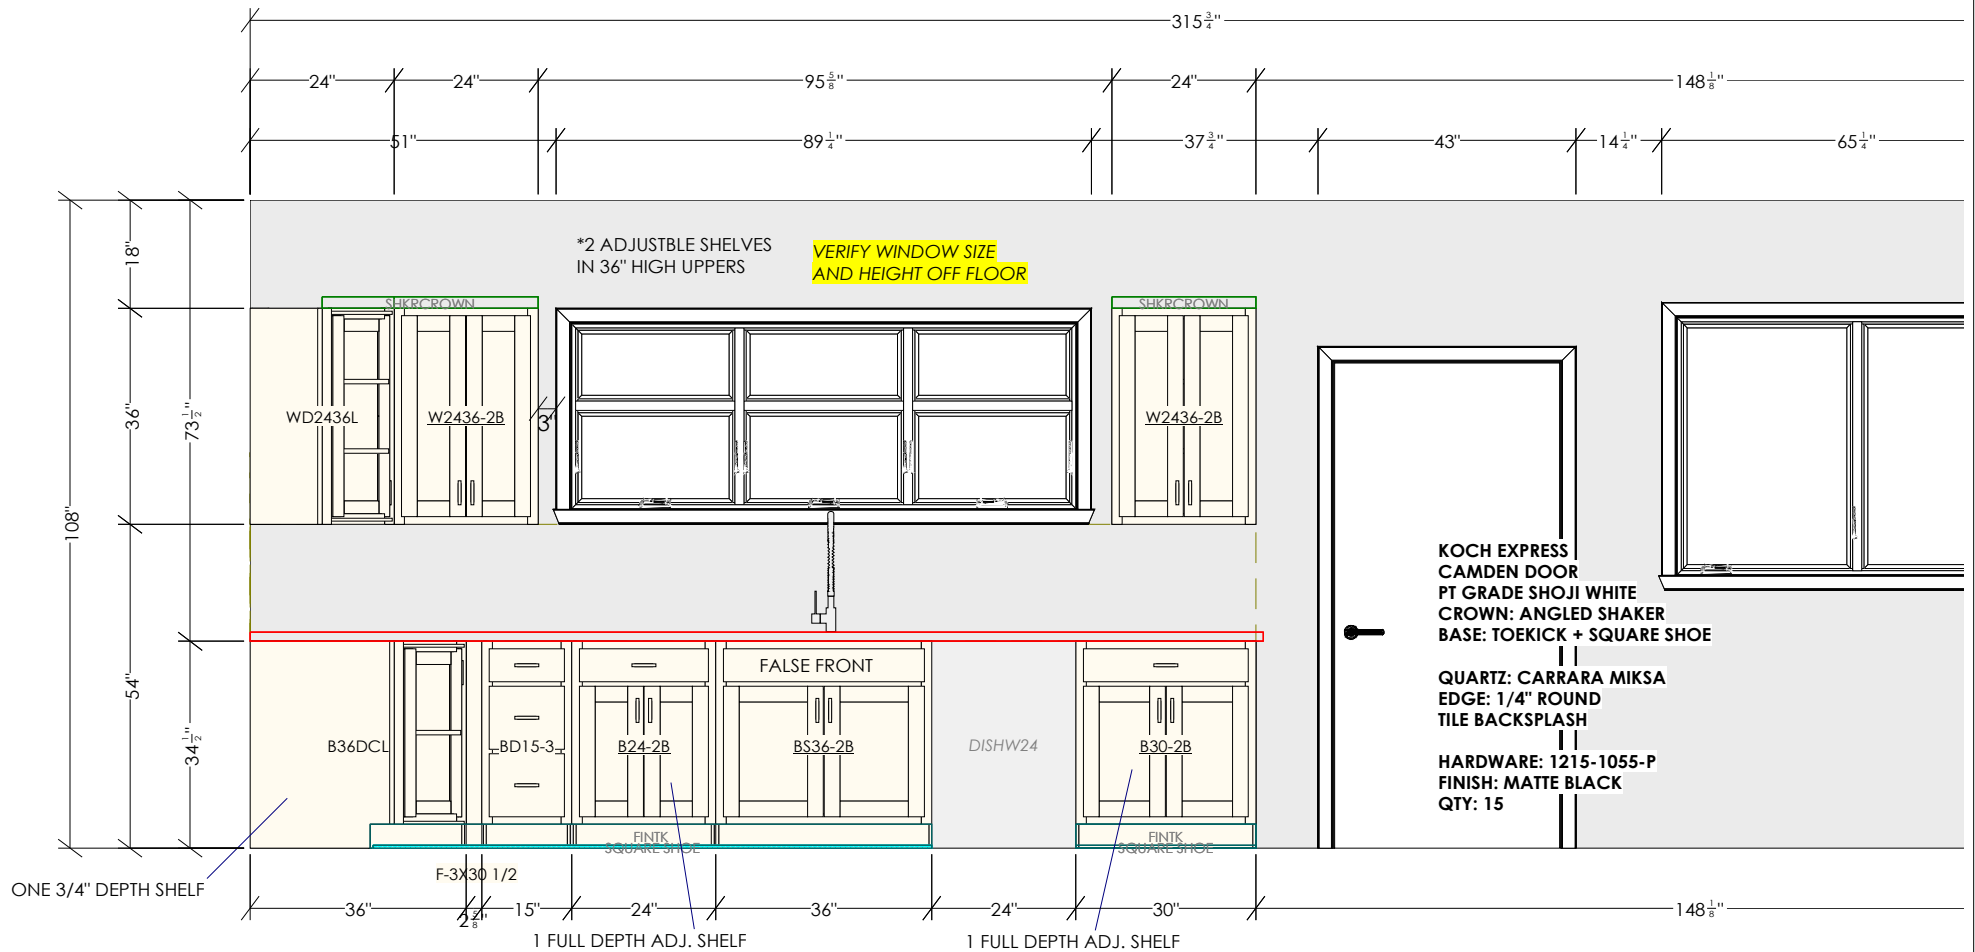 315 3/4"
24"
24"
95 5/8"
24"
148 1/8"
51"
89 1/4"
37 3/4"
43"
14 1/4"
65 1/4"
*2 ADJUSTBLE SHELVES
IN 36" HIGH UPPERS
VERIFY WINDOW SIZE
AND HEIGHT OFF FLOOR
18"
SHKRCROWN
SHKRCROWN
36"
73 1/2"
108"
WD2436L
W2436-2B
3"
W2436-2B
KOCH EXPRESS
CAMDEN DOOR
PT GRADE SHOJI WHITE
CROWN: ANGLED SHAKER
BASE: TOEKICK + SQUARE SHOE
QUARTZ: CARRARA MIKSA
EDGE: 1/4" ROUND
TILE BACKSPLASH
HARDWARE: 1215-1055-P
FINISH: MATTE BLACK
QTY: 15
54"
34 1/2"
FALSE FRONT
B36DCL
BD15-3
B24-2B
BS36-2B
DISHW24
B30-2B
FINTK
SQUARE SHOE
FINTK
SQUARE SHOE
F-3X30 1/2
ONE 3/4" DEPTH SHELF
36"
2 5/8"
15"
24"
36"
24"
30"
148 1/8"
1 FULL DEPTH ADJ. SHELF
1 FULL DEPTH ADJ. SHELF